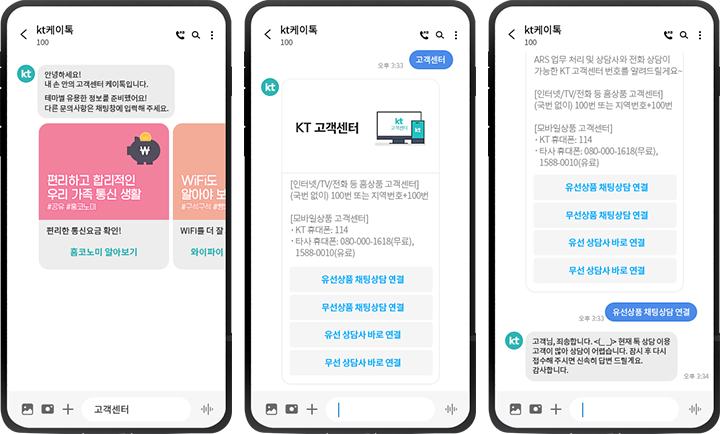 kt케이톡
100
kt
안녕하세요!
내 손 안의 고객센터 케이톡입니다.
테마별 유용한 정보를 준비했어요!
다른 문의사항은 채팅창에 입력해 주세요.
₩
편리하고 합리적인
우리 가족 통신 생활
#공유 #홈코노미
편리한 통신요금 확인!
홈코노미 알아보기
WiFi도
알아야 보
#구석구석 #빵
WIFI를 더 잘
와이파이
고객센터
kt케이톡
100
오후 3:33
고객센터
kt
KT 고객센터
kt
고객센터
kt
[인터넷/TV/전화 등 홈상품 고객센터]
(국번 없이) 100번 또는 지역번호+100번
[모바일상품 고객센터]
· KT 휴대폰: 114
· 타사 휴대폰: 080-000-1618(무료),
1588-0010(유료)
유선상품 채팅상담 연결
무선상품 채팅상담 연결
유선 상담사 바로 연결
무선 상담사 바로 연결
kt케이톡
100
ARS 업무 처리 및 상담사와 전화 상담이
가능한 KT 고객센터 번호를 알려드릴게요~
[인터넷/TV/전화 등 홈상품 고객센터]
(국번 없이) 100번 또는 지역번호+100번
[모바일상품 고객센터]
· KT 휴대폰: 114
· 타사 휴대폰: 080-000-1618(무료),
1588-0010(유료)
유선상품 채팅상담 연결
무선상품 채팅상담 연결
유선 상담사 바로 연결
무선 상담사 바로 연결
오후 3:33
유선상품 채팅상담 연결
kt
고객님, 죄송합니다. <(_ _)> 현재 톡 상담 이용
고객이 많아 상담이 어렵습니다. 잠시 후 다시
접수해 주시면 신속히 답변 드릴게요.
감사합니다.
오후 3:34